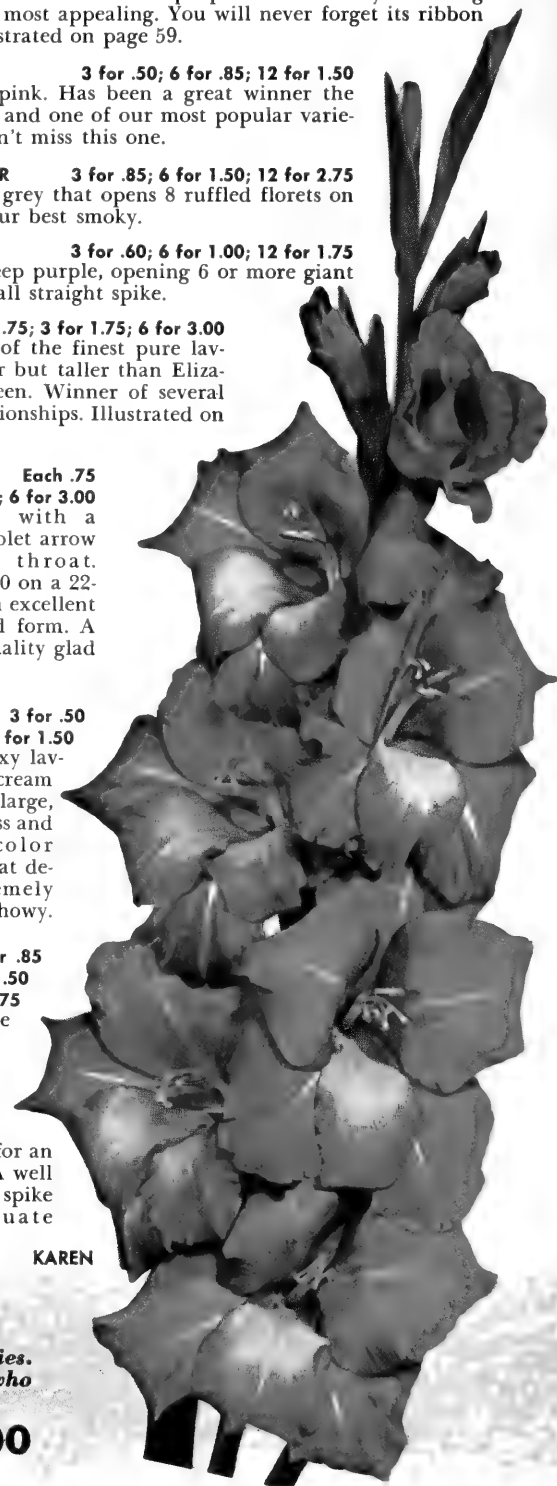 most appealing. You will never forget its ribbon
strated on page 59.
3 for .50; 6 for .85; 12 for 1.50
pink. Has been a great winner the
and one of our most popular varie-
n't miss this one.
R 3 for .85; 6 for 1.50; 12 for 2.75
grey that opens 8 ruffled florets on
ur best smoky.
3 for .60; 6 for 1.00; 12 for 1.75
eep purple, opening 6 or more giant
all straight spike.
.75; 3 for 1.75; 6 for 3.00
of the finest pure lav-
r but taller than Eliza-
een. Winner of several
ionships. Illustrated on
Each .75
; 6 for 3.00
with a
olet arrow
throat.
0 on a 22-
excellent
d form. A
ality glad
3 for .50
for 1.50
xy lav-
cream
large,
ss and
color
at de-
emely
howy.
r .85
.50
75
e
for an
well
spike
uate
KAREN
ies.
who
00